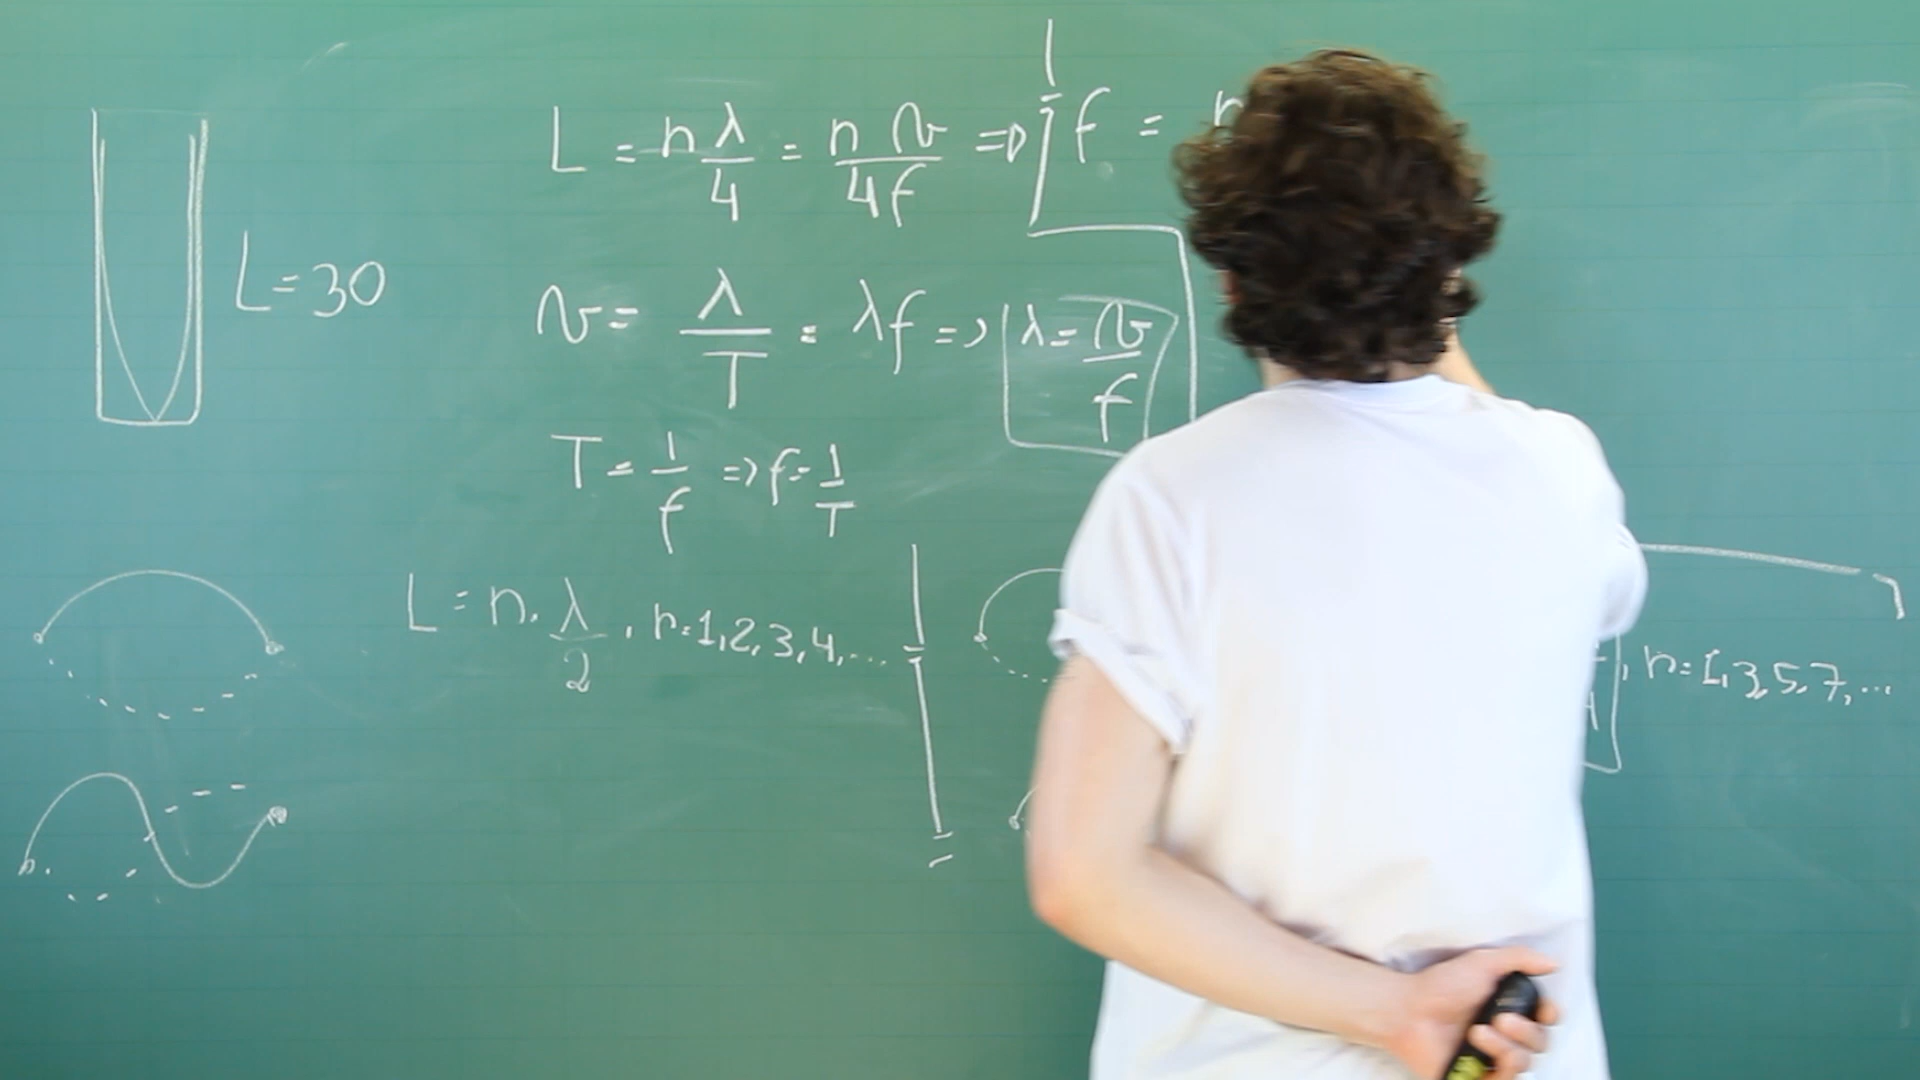 L = n λ/4 = n v/4f ⇒ f = n
L = 30
v = λ/T = λf ⇒ λ = v/f
T = 1/f ⇒ f = 1/T
L = n · λ/2, n = 1, 2, 3, 4, ...
, n = 1, 3, 5, 7, ...